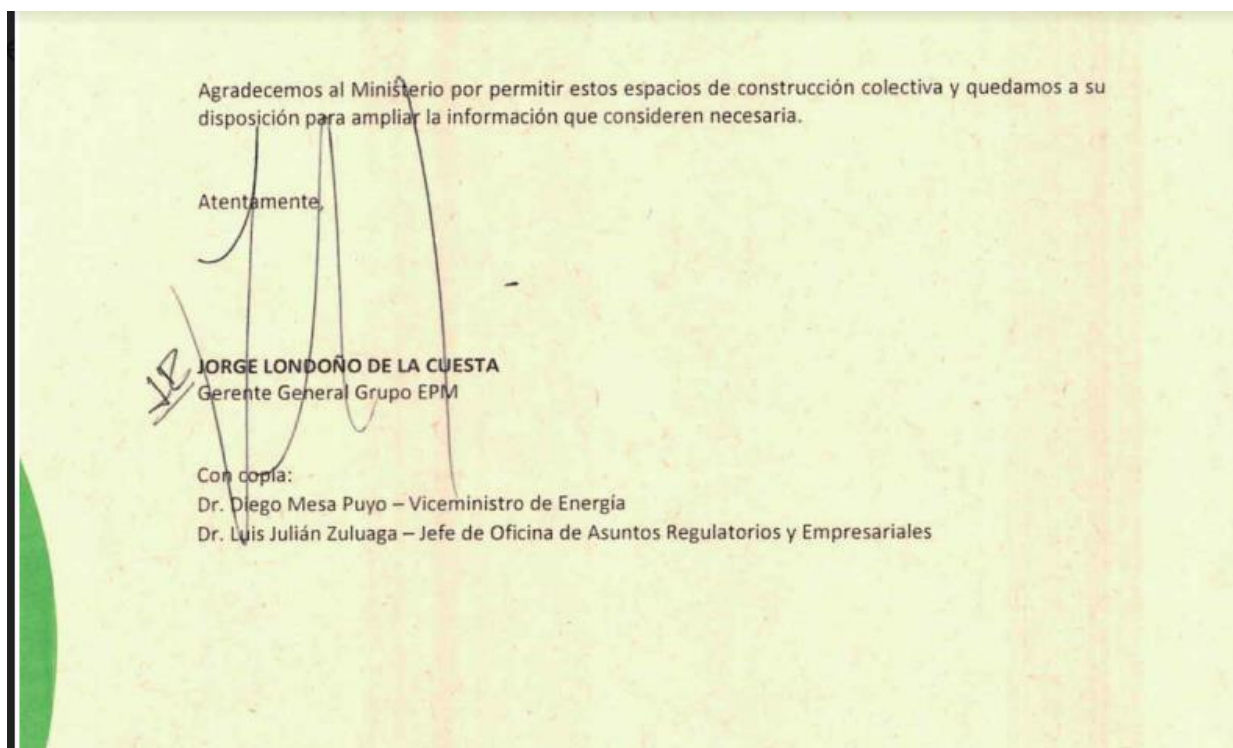 Agradecemos al Ministerio por permitir estos espacios de construcción colectiva y quedamos a su
disposición para ampliar la información que consideren necesaria.
Atentamente,
JORGE LONDOÑO DE LA CUESTA
Gerente General Grupo EPM
Con copia:
Dr. Diego Mesa Puyo – Viceministro de Energía
Dr. Luis Julián Zuluaga – Jefe de Oficina de Asuntos Regulatorios y Empresariales